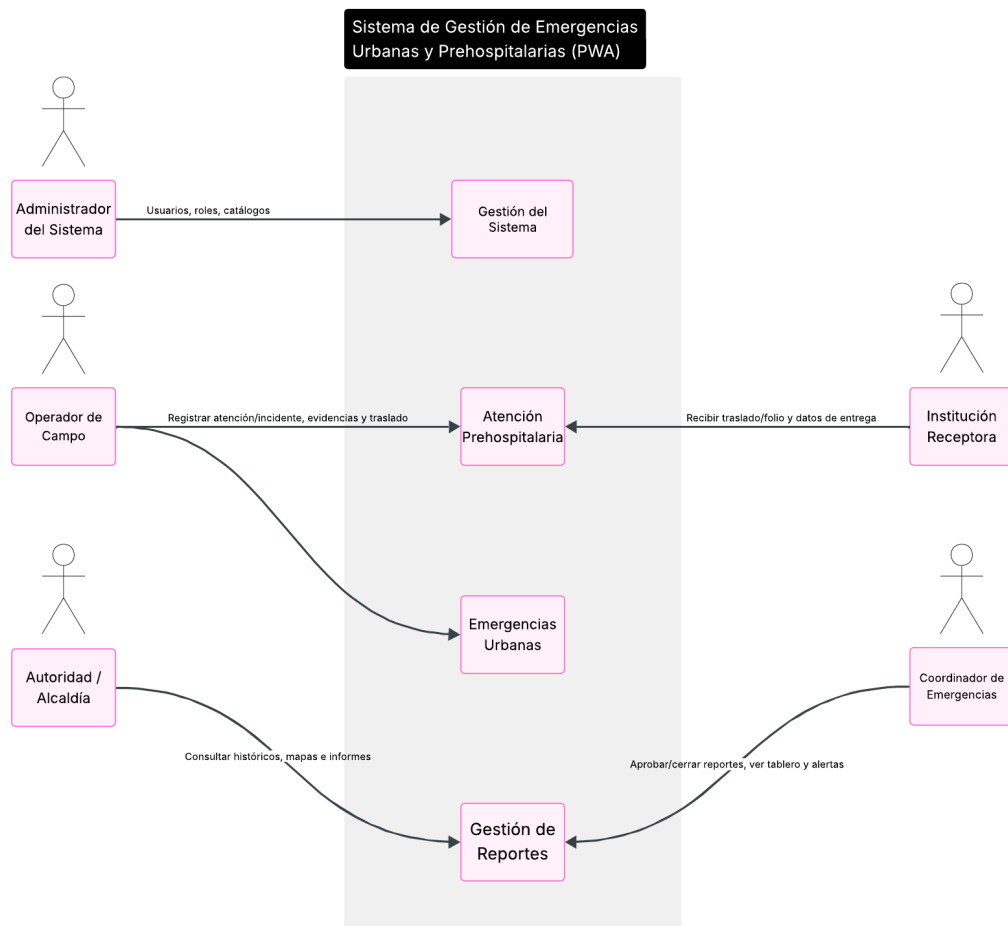 Sistema de Gestión de Emergencias
Urbanas y Prehospitalarias (PWA)
Administrador
del Sistema
Usuarios, roles, catálogos
Gestión del
Sistema
Operador de
Campo
Registrar atención/incidente, evidencias y traslado
Atención
Prehospitalaria
Recibir traslado/folio y datos de entrega
Institución
Receptora
Emergencias
Urbanas
Autoridad /
Alcaldía
Coordinador de
Emergencias
Consultar históricos, mapas e informes
Aprobar/cerrar reportes, ver tablero y alertas
Gestión de
Reportes